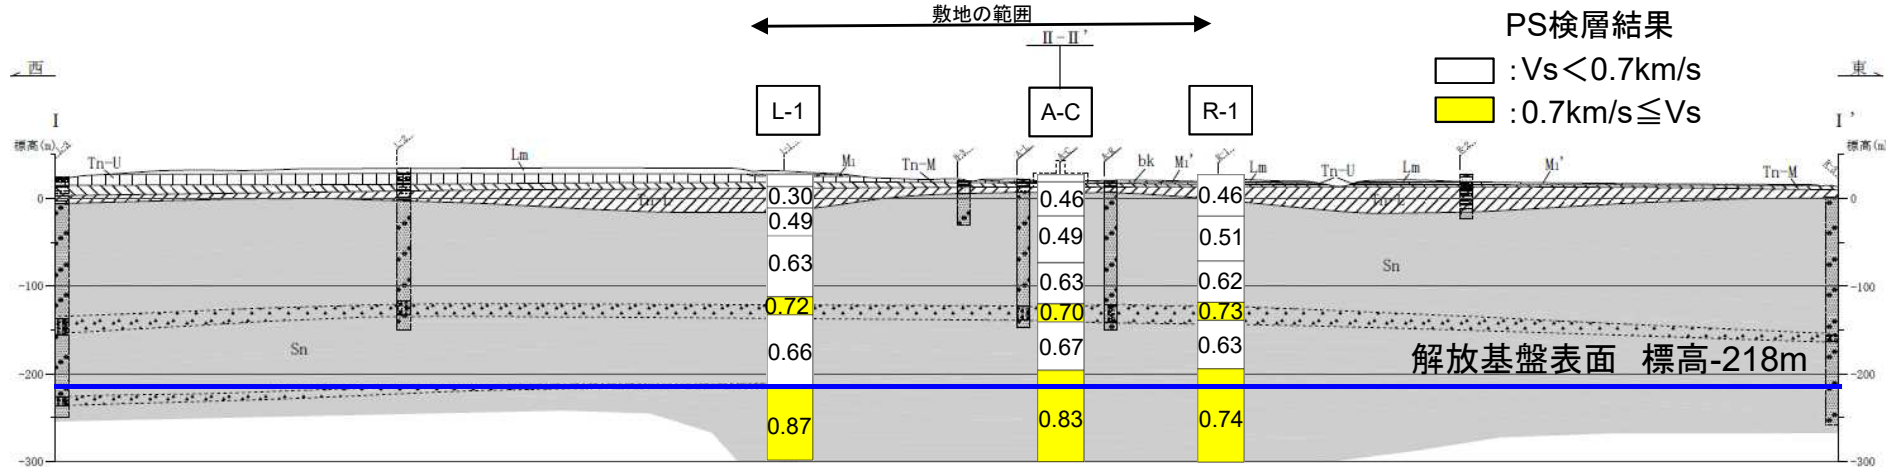 敷地の範囲
PS検層結果
:Vs<0.7km/s
:0.7km/s≦Vs
西
東
Ⅱ-Ⅱ'
L-1
A-C
R-1
Ⅰ
Ⅰ'
標高(m)
標高(m)
Tn-U
Lm
M1
Tn-M
bk
M1'
Lm
Tn-U
Lm
M1'
Tn-M
0
0
0.30
0.46
0.46
0.49
0.49
0.51
Sn
0.63
0.63
0.62
-100
-100
0.72
0.70
0.73
Sn
0.66
0.67
0.63
解放基盤表面 標高-218m
-200
-200
0.87
0.83
0.74
-300
-300